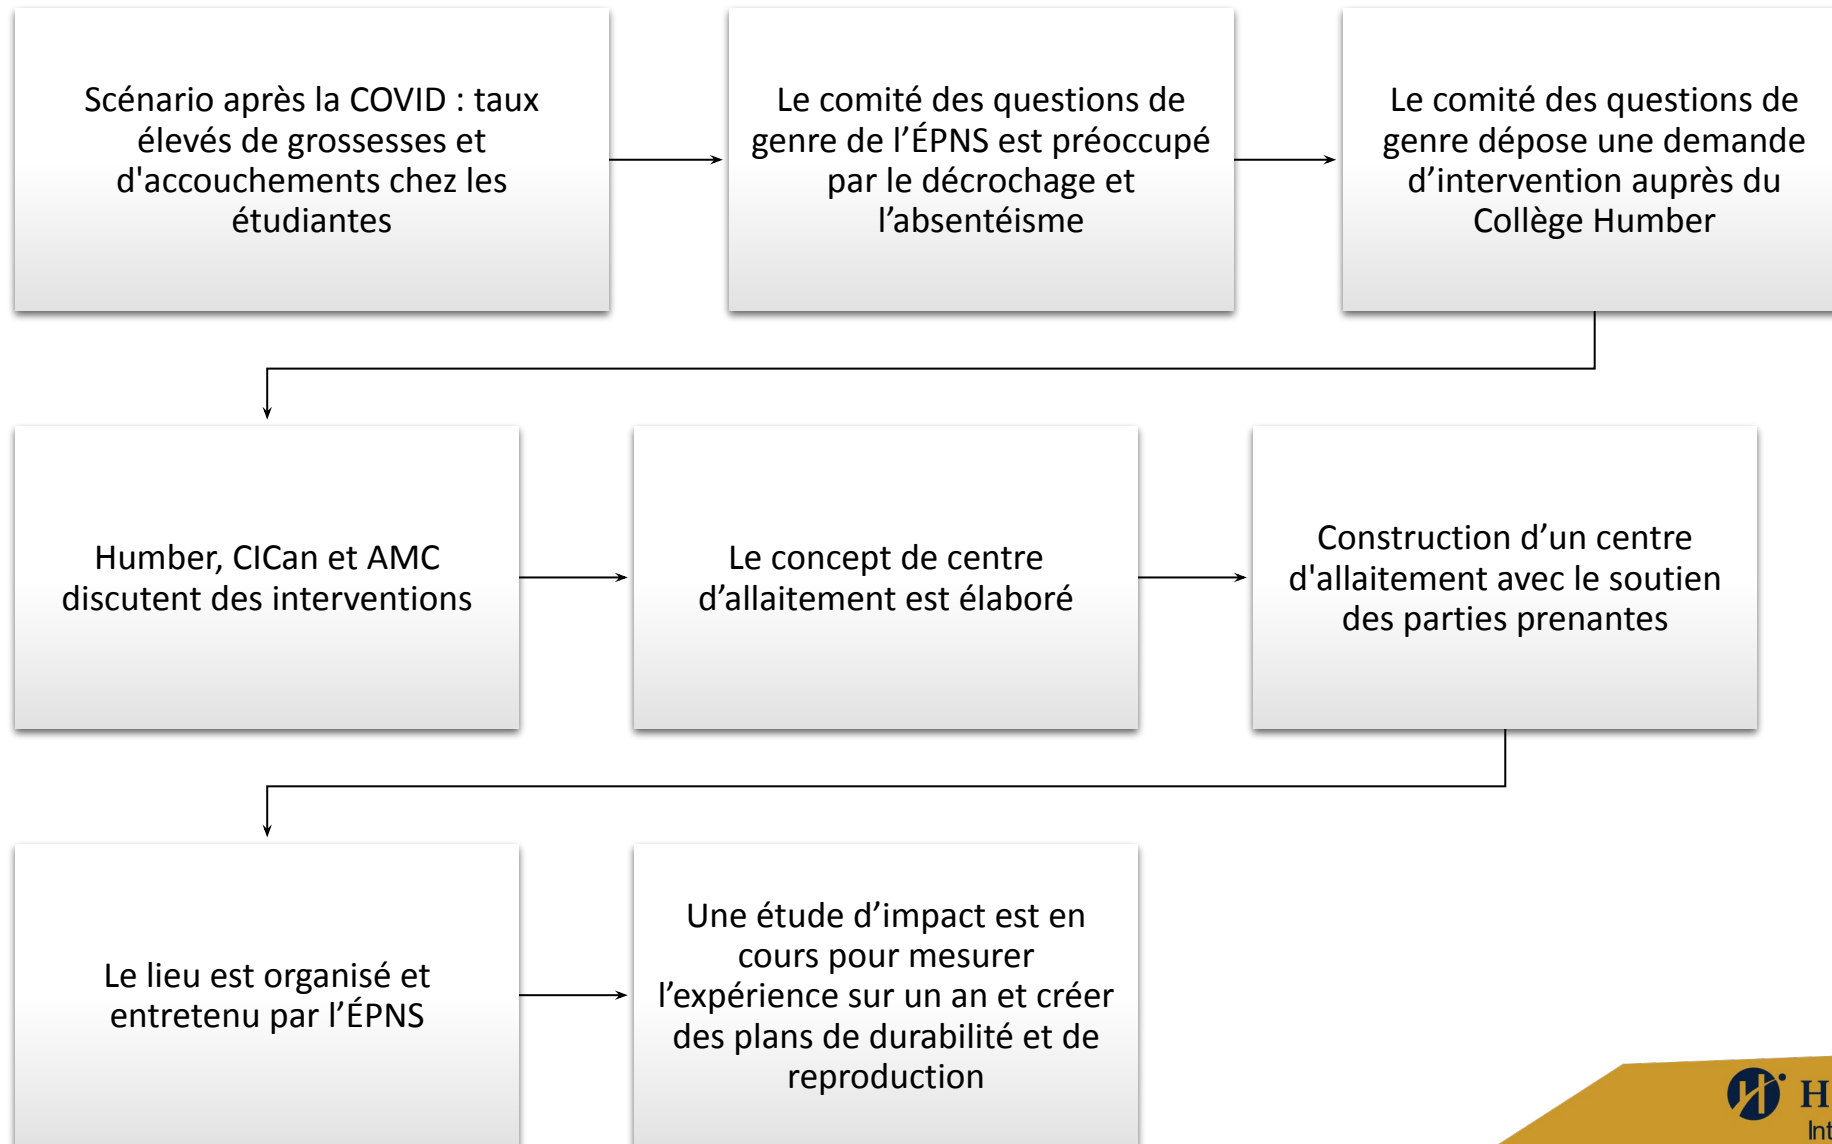 Scénario après la COVID : taux
élevés de grossesses et
d'accouchements chez les
étudiantes
Le comité des questions de
genre de l’ÉPNS est préoccupé
par le décrochage et
l’absentéisme
Le comité des questions de
genre dépose une demande
d’intervention auprès du
Collège Humber
Humber, CICan et AMC
discutent des interventions
Le concept de centre
d’allaitement est élaboré
Construction d’un centre
d'allaitement avec le soutien
des parties prenantes
Le lieu est organisé et
entretenu par l’ÉPNS
Une étude d’impact est en
cours pour mesurer
l’expérience sur un an et créer
des plans de durabilité et de
reproduction